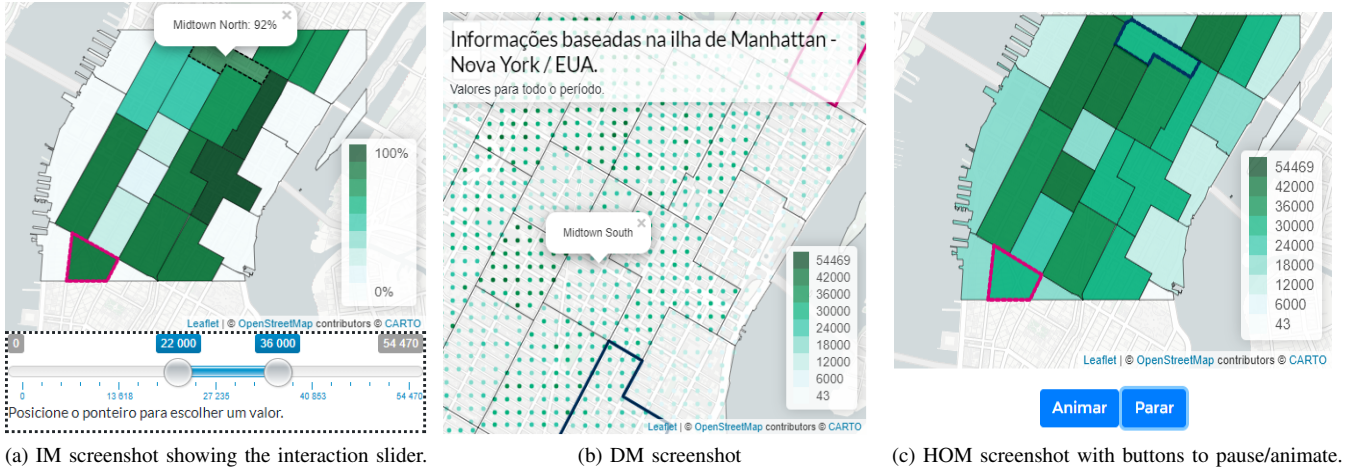 Midtown North: 92%
×
100%
0%
Leaflet | © OpenStreetMap contributors © CARTO
0
22 000
36 000
54 470
0
13 618
27 235
40 853
54 470
Posicione o ponteiro para escolher um valor.
(a) IM screenshot showing the interaction slider.
Informações baseadas na ilha de Manhattan -
Nova York / EUA.
Valores para todo o período.
Midtown South
×
54469
42000
36000
30000
24000
18000
12000
6000
43
Leaflet | © OpenStreetMap contributors © CARTO
(b) DM screenshot
54469
42000
36000
30000
24000
18000
12000
6000
43
Leaflet | © OpenStreetMap contributors © CARTO
Animar
Parar
(c) HOM screenshot with buttons to pause/animate.